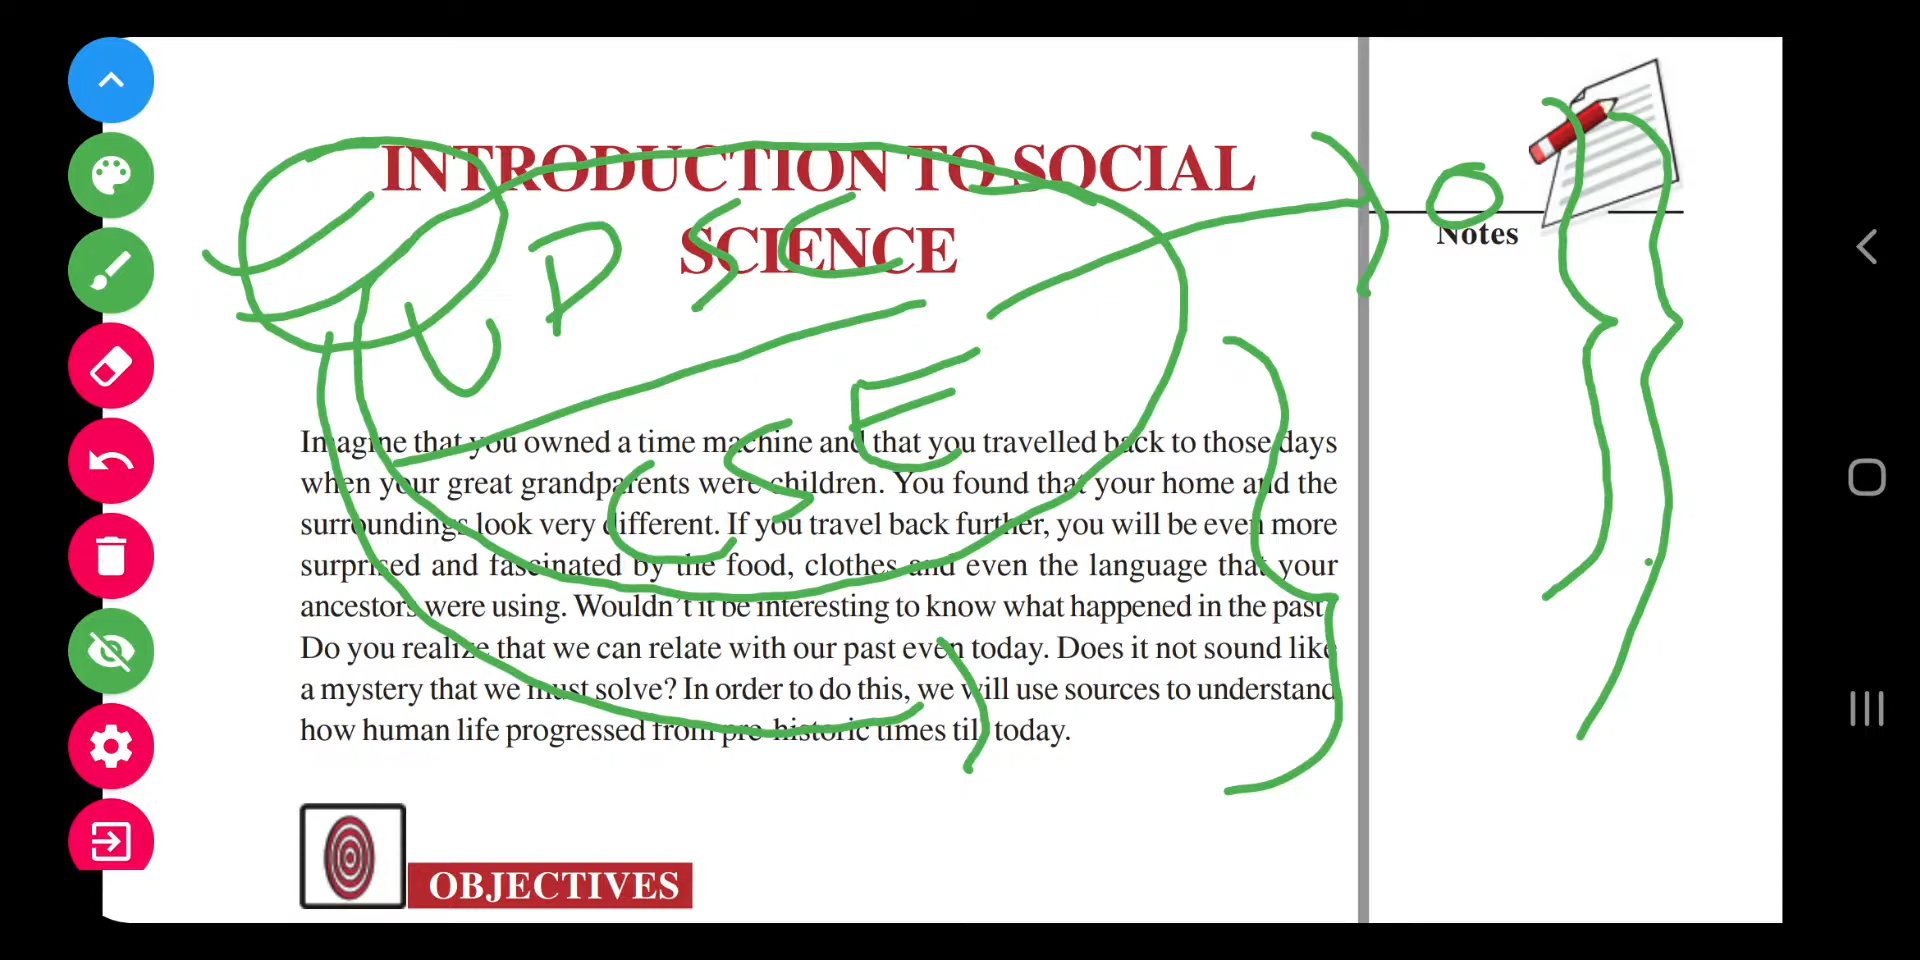 INTRODUCTION TO SOCIAL
SCIENCE
Notes
UPSC
CSE
Imagine that you owned a time machine and that you travelled back to those days
when your great grandparents were children. You found that your home and the
surroundings look very different. If you travel back further, you will be even more
surprised and fascinated by the food, clothes and even the language that your
ancestors were using. Wouldn't it be interesting to know what happened in the past?
Do you realize that we can relate with our past even today. Does it not sound like
a mystery that we must solve? In order to do this, we will use sources to understand
how human life progressed from pre-historic times till today.
OBJECTIVES